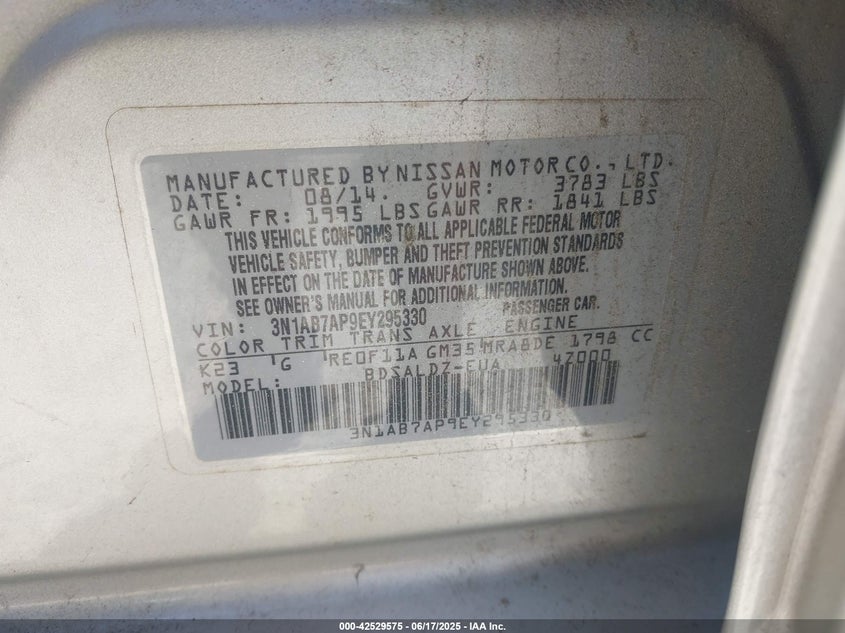 MANUFACTURED BY NISSAN MOTOR CO., LTD.
DATE: 08/14. GVWR: 3783 LBS
GAWR FR: 1995 LBS GAWR RR: 1841 LBS
THIS VEHICLE CONFORMS TO ALL APPLICABLE FEDERAL MOTOR
VEHICLE SAFETY, BUMPER AND THEFT PREVENTION STANDARDS
IN EFFECT ON THE DATE OF MANUFACTURE SHOWN ABOVE.
SEE OWNER'S MANUAL FOR ADDITIONAL INFORMATION.
VIN: 3N1AB7AP9EY295330 PASSENGER CAR.
COLOR TRIM TRANS AXLE ENGINE
K23 G RE0F11A GM35 MRA8DE 1798 CC
MODEL: BDSALDZ-EUA 4Z000
3N1AB7AP9EY295330
000-42529575 - 06/17/2025 - IAA Inc.